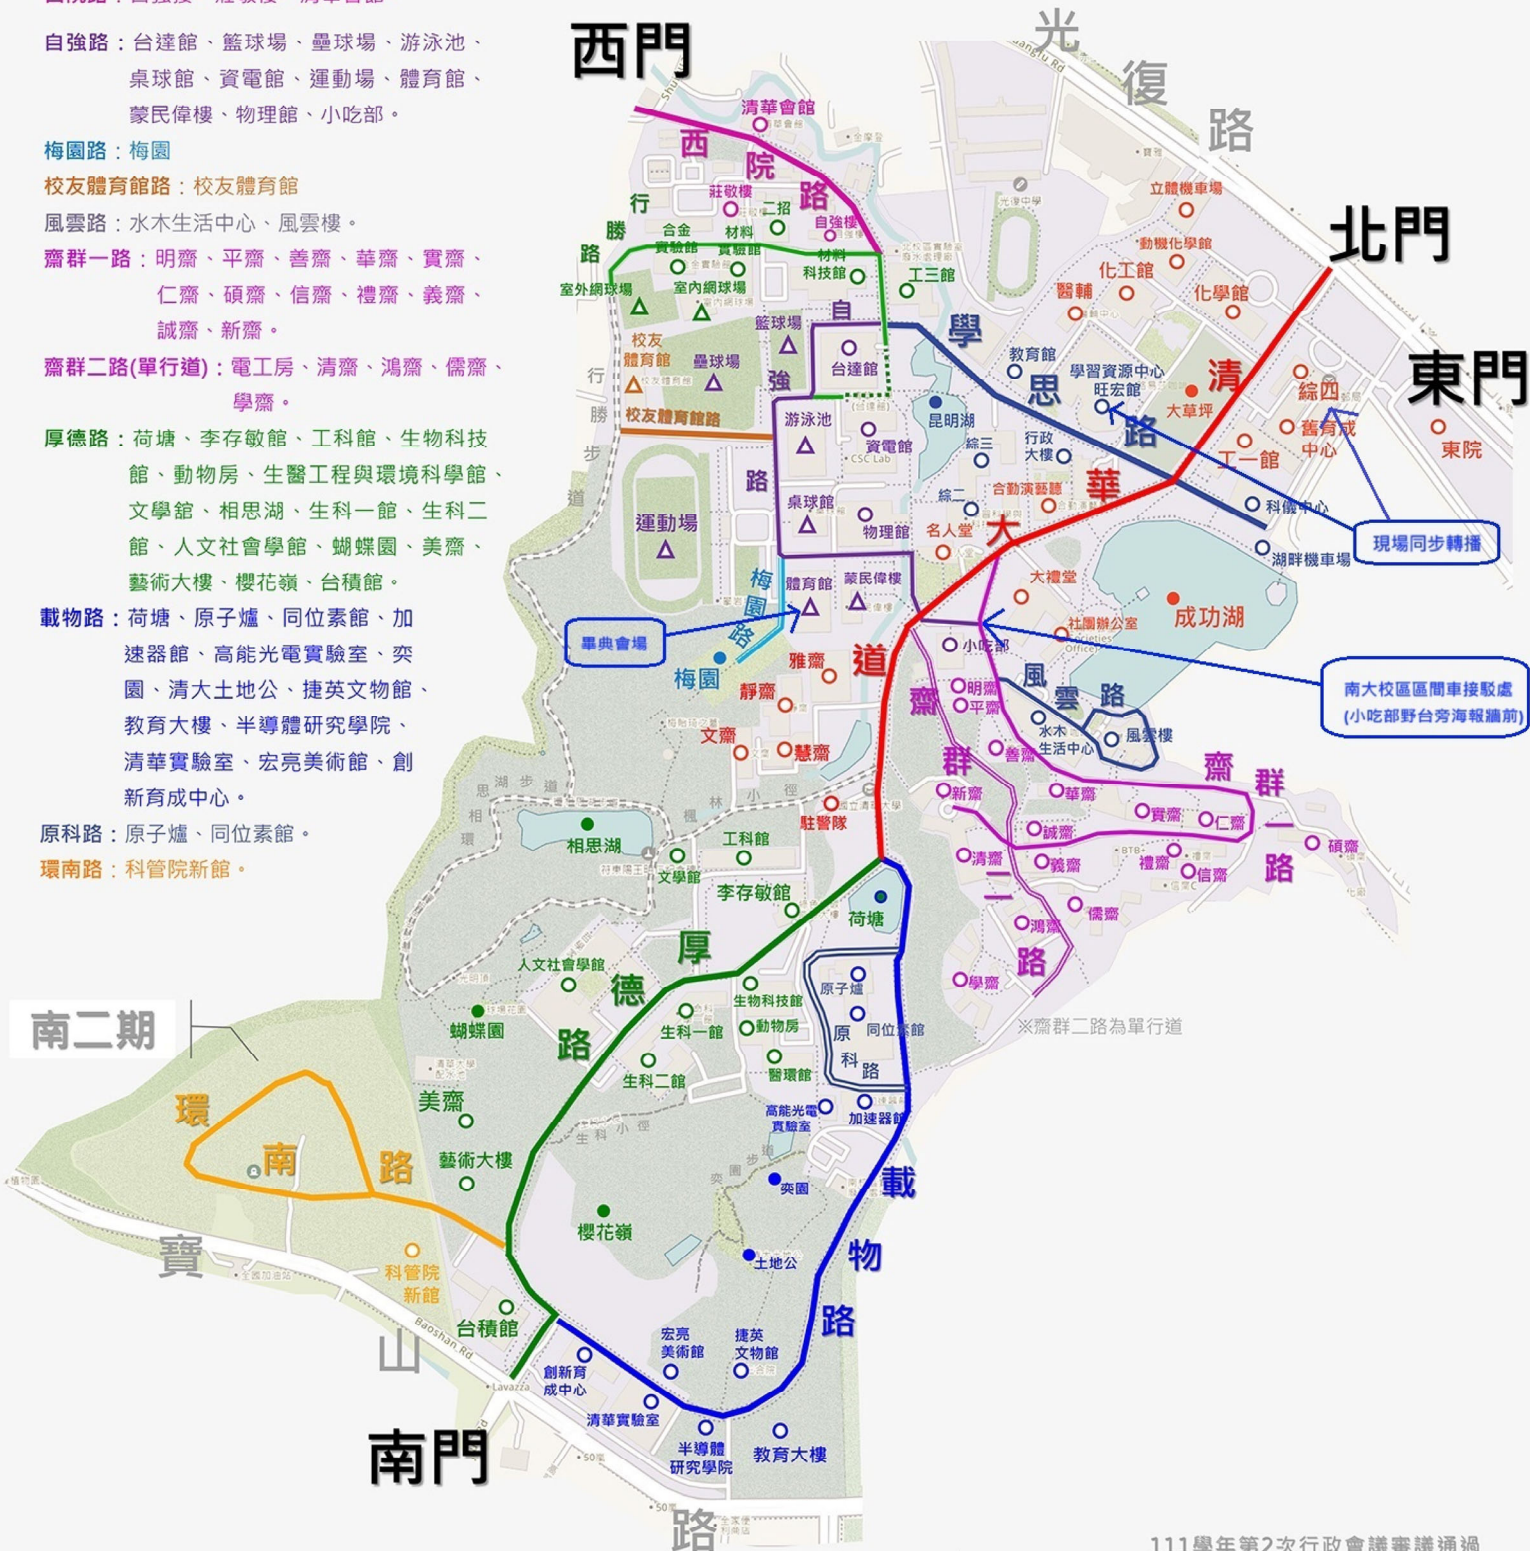 自強路：台達館、籃球場、壘球場、游泳池、
桌球館、資電館、運動場、體育館、
蒙民偉樓、物理館、小吃部。
梅園路：梅園
校友體育館路：校友體育館
風雲路：水木生活中心、風雲樓。
齋群一路：明齋、平齋、善齋、華齋、實齋、
仁齋、碩齋、信齋、禮齋、義齋、
誠齋、新齋。
齋群二路(單行道)：電工房、清齋、鴻齋、儒齋、
學齋。
厚德路：荷塘、李存敏館、工科館、生物科技
館、動物房、生醫工程與環境科學館、
文學舘、相思湖、生科一館、生科二
館、人文社會學館、蝴蝶園、美齋、
藝術大樓、櫻花嶺、台積館。
載物路：荷塘、原子爐、同位素館、加
速器館、高能光電實驗室、奕
園、清大土地公、捷英文物館、
教育大樓、半導體研究學院、
清華實驗室、宏亮美術館、創
新育成中心。
原科路：原子爐、同位素館。
環南路：科管院新館。
西門
光
復
路
北門
東門
南門
清華會館
西
院
路
莊敬樓
二招
自強樓
行
勝
路
合金
實驗館
材料
實驗館
材料
科技館
工三館
室外網球場
室內網球場
自
強
路
籃球場
台達館
校友
體育館
壘球場
校友體育館路
行
勝
步
道
游泳池
資電館
CSC Lab
運動場
桌球館
物理館
梅
園
路
體育館
蒙民偉樓
畢典會場
梅園
光復中學
立體機車場
動機化學館
化工館
化學館
醫輔
學
思
路
教育館
學習資源中心
旺宏館
大草坪
清
華
大
道
綜四
舊育成
中心
工一館
東院
昆明湖
綜三
行政
大樓
綜二
合勤演藝廳
名人堂
科儀中心
現場同步轉播
湖畔機車場
大禮堂
成功湖
社團辦公室
小吃部
南大校區區間車接駁處
(小吃部野台旁海報牆前)
風
雲
路
水木
生活中心
風雲樓
雅齋
靜齋
文齋
慧齋
駐警隊
齋
群
二
路
明齋
平齋
善齋
新齋
華齋
實齋
仁齋
誠齋
清齋
義齋
禮齋
信齋
碩齋
儒齋
鴻齋
學齋
齋
群
一
路
BTB
※齋群二路為單行道
相思湖
工科館
文學館
李存敏館
荷塘
厚
德
路
人文社會學館
蝴蝶園
生物科技館
生科一館
動物房
生科二館
醫環館
原子爐
同位素館
原
科
路
高能光電
實驗室
加速器館
美齋
藝術大樓
生科小徑
奕園步道
奕園
櫻花嶺
土地公
載
物
路
南二期
環
南
路
科管院
新館
台積館
寶
山
路
Baoshan Rd
Lavazza
創新育
成中心
宏亮
美術館
捷英
文物館
清華實驗室
半導體
研究學院
教育大樓
111學年第2次行政會議審議通過